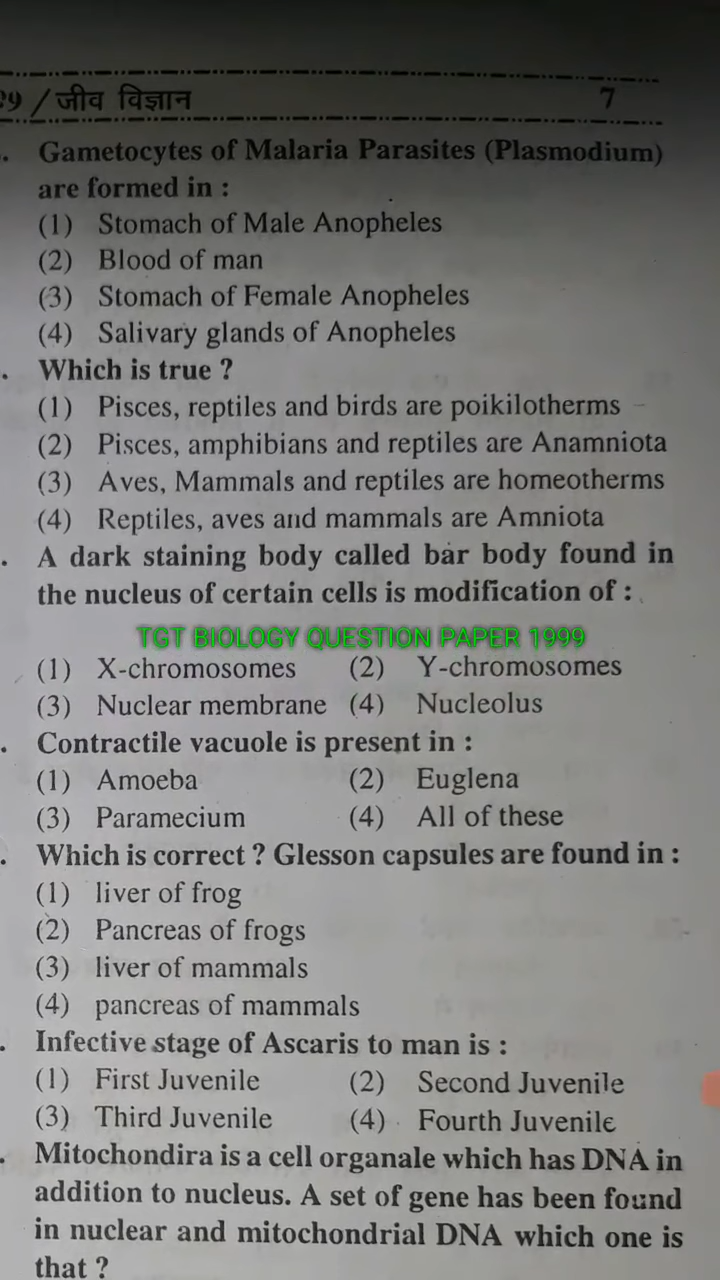 99 / जीव विज्ञान 7
. Gametocytes of Malaria Parasites (Plasmodium)
are formed in :
(1) Stomach of Male Anopheles
(2) Blood of man
(3) Stomach of Female Anopheles
(4) Salivary glands of Anopheles
. Which is true ?
(1) Pisces, reptiles and birds are poikilotherms
(2) Pisces, amphibians and reptiles are Anamniota
(3) Aves, Mammals and reptiles are homeotherms
(4) Reptiles, aves and mammals are Amniota
. A dark staining body called bar body found in
the nucleus of certain cells is modification of :
TGT BIOLOGY QUESTION PAPER 1999
(1) X-chromosomes (2) Y-chromosomes
(3) Nuclear membrane (4) Nucleolus
. Contractile vacuole is present in :
(1) Amoeba (2) Euglena
(3) Paramecium (4) All of these
. Which is correct ? Glesson capsules are found in :
(1) liver of frog
(2) Pancreas of frogs
(3) liver of mammals
(4) pancreas of mammals
. Infective stage of Ascaris to man is :
(1) First Juvenile (2) Second Juvenile
(3) Third Juvenile (4) Fourth Juvenile
. Mitochondira is a cell organale which has DNA in
addition to nucleus. A set of gene has been found
in nuclear and mitochondrial DNA which one is
that ?